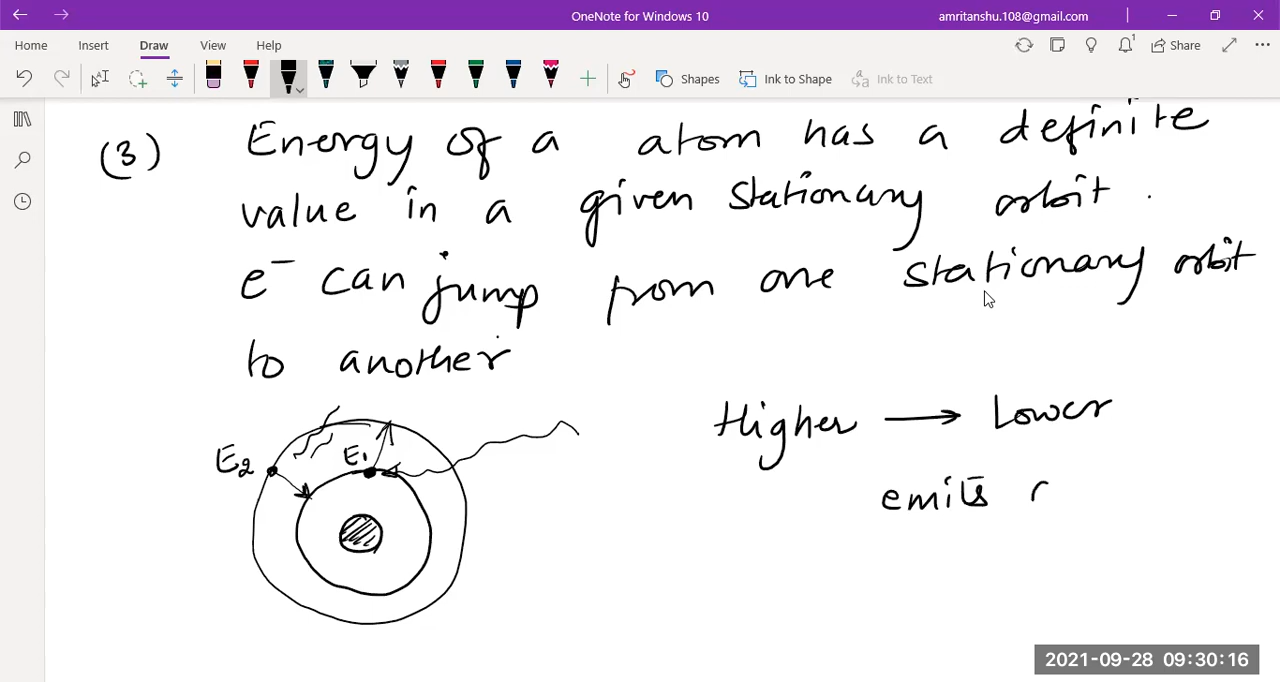 OneNote for Windows 10
amritanshu.108@gmail.com
Home Insert Draw View Help
Share
Shapes Ink to Shape Ink to Text
(3) Energy of a atom has a definite
value in a given stationary orbit .
e⁻ can jump from one stationary orbit
to another
Higher → Lower
E₂ E₁
emits
2021-09-28 09:30:16